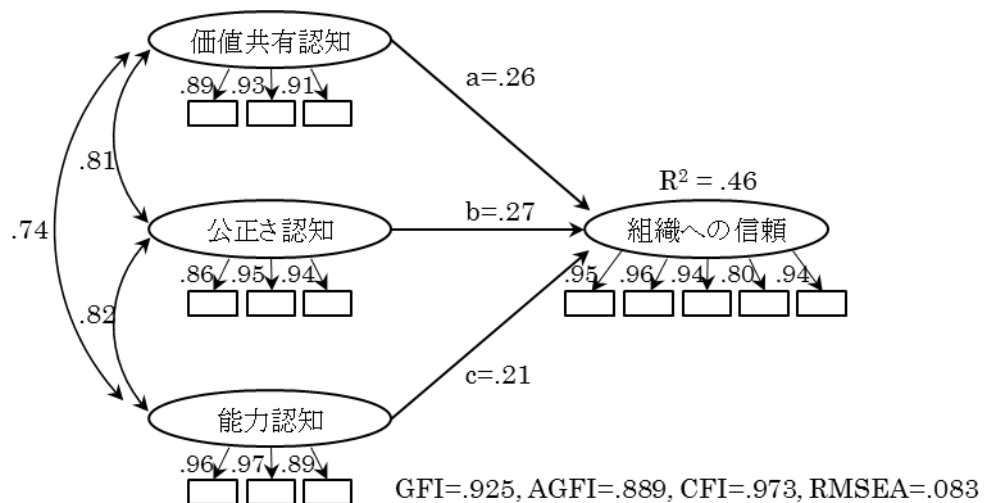 価値共有認知
.89 .93 .91
a=.26
.81
R² = .46
.74
公正さ認知
b=.27
組織への信頼
.86 .95 .94
.95 .96 .94 .80 .94
.82
c=.21
能力認知
.96 .97 .89
GFI=.925, AGFI=.889, CFI=.973, RMSEA=.083